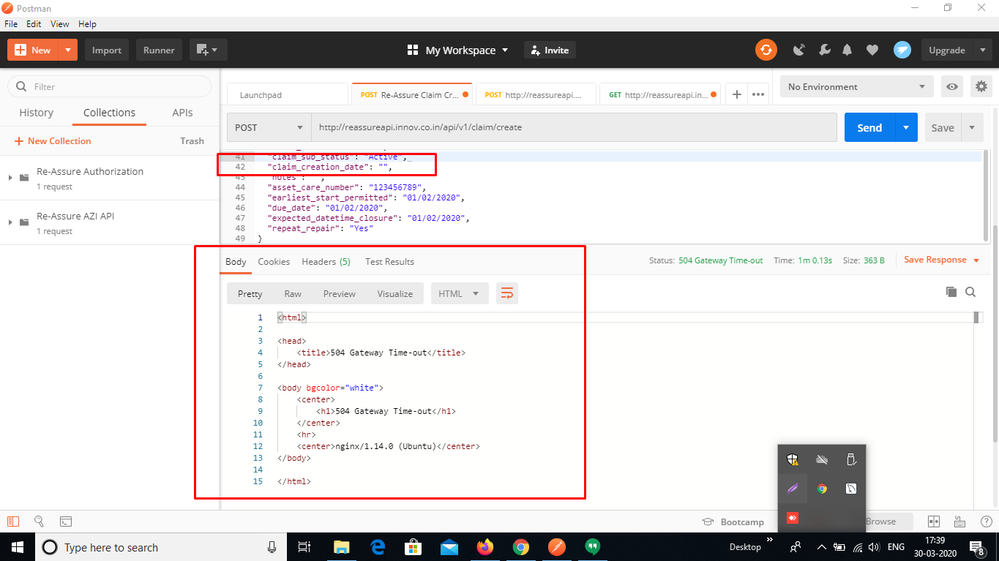 Postman
File Edit View Help
New Import Runner My Workspace Invite Upgrade
Filter
History Collections APIs
New Collection Trash
Re-Assure Authorization
1 request
Re-Assure AZI API
1 request
Launchpad POST Re-Assure Claim Cr... POST http://reassureapi.... GET http://reassureapi.in... No Environment
POST http://reassureapi.innov.co.in/api/v1/claim/create Send Save
41 "claim_sub_status": "Active",
42 "claim_creation_date": "",
43 "notes": "",
44 "asset_care_number": "123456789",
45 "earliest_start_permitted": "01/02/2020",
46 "due_date": "01/02/2020",
47 "expected_datetime_closure": "01/02/2020",
48 "repeat_repair": "Yes"
49 }
Body Cookies Headers (5) Test Results Status: 504 Gateway Time-out Time: 1m 0.13s Size: 363 B Save Response
Pretty Raw Preview Visualize HTML
1 <html>
2
3 <head>
4 <title>504 Gateway Time-out</title>
5 </head>
6
7 <body bgcolor="white">
8 <center>
9 <h1>504 Gateway Time-out</h1>
10 </center>
11 <hr>
12 <center>nginx/1.14.0 (Ubuntu)</center>
13 </body>
14
15 </html>
Bootcamp Browse
Type here to search Desktop ENG 17:39
30-03-2020 8